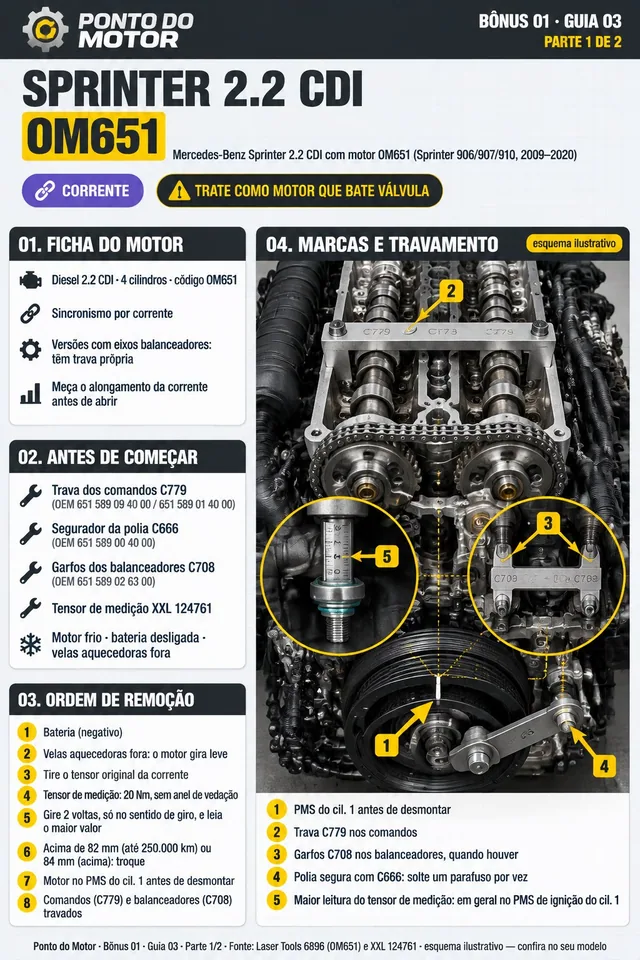 PONTO DO
MOTOR
BÔNUS 01 · GUIA 03
PARTE 1 DE 2
SPRINTER 2.2 CDI
OM651
Mercedes-Benz Sprinter 2.2 CDI com motor OM651 (Sprinter 906/907/910, 2009–2020)
CORRENTE
TRATE COMO MOTOR QUE BATE VÁLVULA
01. FICHA DO MOTOR
Diesel 2.2 CDI · 4 cilindros · código OM651
Sincronismo por corrente
Versões com eixos balanceadores:
têm trava própria
Meça o alongamento da corrente
antes de abrir
02. ANTES DE COMEÇAR
Trava dos comandos C779
(OEM 651 589 09 40 00 / 651 589 01 40 00)
Segurador da polia C666
(OEM 651 589 00 40 00)
Garfos dos balanceadores C708
(OEM 651 589 02 63 00)
Tensor de medição XXL 124761
Motor frio · bateria desligada ·
velas aquecedoras fora
03. ORDEM DE REMOÇÃO
1 Bateria (negativo)
2 Velas aquecedoras fora: o motor gira leve
3 Tire o tensor original da corrente
4 Tensor de medição: 20 Nm, sem anel de vedação
5 Gire 2 voltas, só no sentido de giro, e leia
o maior valor
6 Acima de 82 mm (até 250.000 km) ou
84 mm (acima): troque
7 Motor no PMS do cil. 1 antes de desmontar
8 Comandos (C779) e balanceadores (C708)
travados
04. MARCAS E TRAVAMENTO
esquema ilustrativo
2
C779
3
5
C708
C708
1
4
1 PMS do cil. 1 antes de desmontar
2 Trava C779 nos comandos
3 Garfos C708 nos balanceadores, quando houver
4 Polia segura com C666: solte um parafuso por vez
5 Maior leitura do tensor de medição: em geral no PMS de ignição do cil. 1
Ponto do Motor · Bônus 01 · Guia 03 · Parte 1/2 · Fonte: Laser Tools 6896 (OM651) e XXL 124761 · esquema ilustrativo — confira no seu modelo